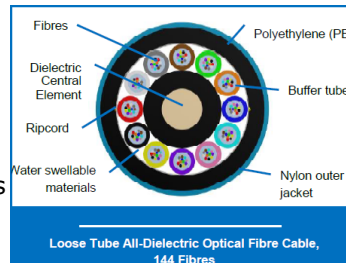 Fibres
Polyethylene (PE
Dielectric
Central
Element
Buffer tube
Ripcord
Water swellable
materials
s
Nylon outer
jacket
Loose Tube All-Dielectric Optical Fibre Cable,
144 Fibres